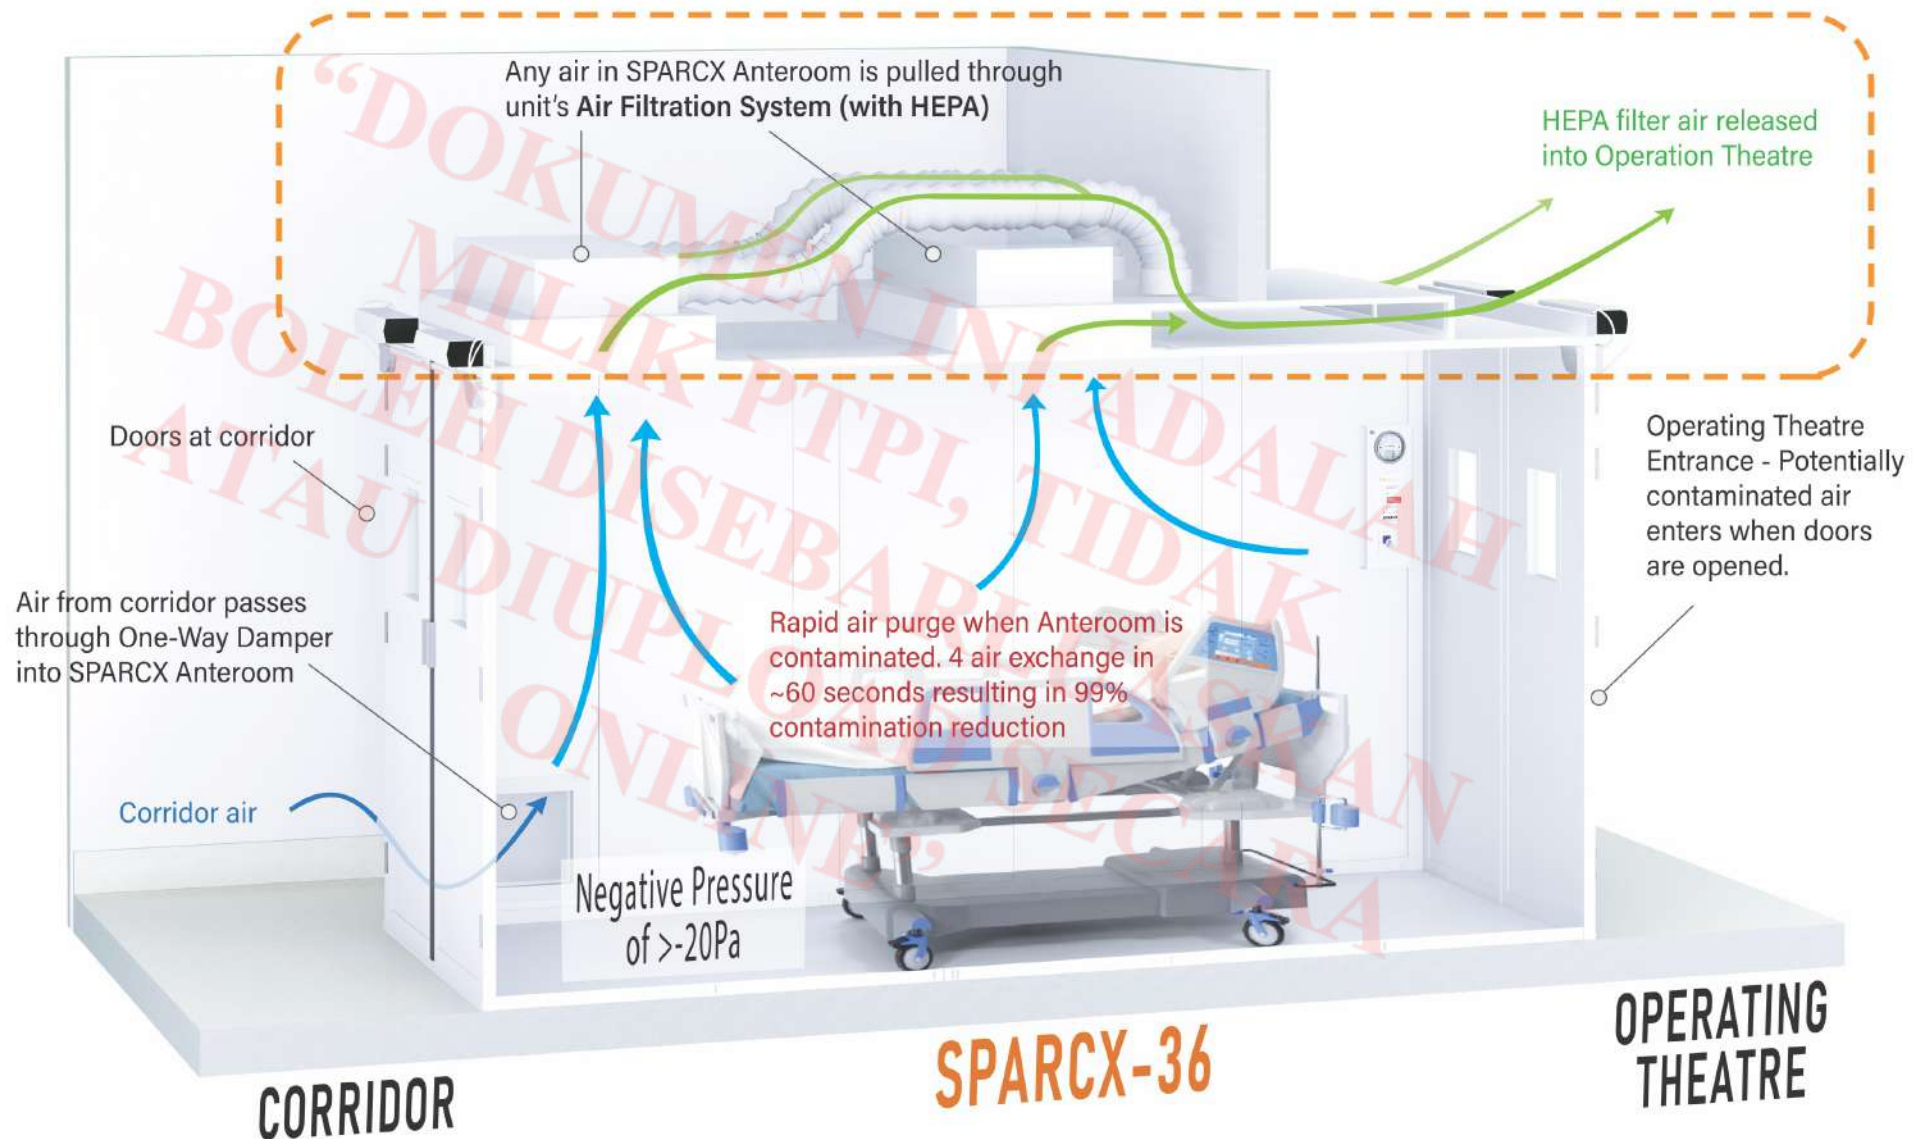 Any air in SPARCX Anteroom is pulled through
unit's Air Filtration System (with HEPA)
HEPA filter air released
into Operation Theatre
Doors at corridor
Operating Theatre
Entrance - Potentially
contaminated air
enters when doors
are opened.
Air from corridor passes
through One-Way Damper
into SPARCX Anteroom
Rapid air purge when Anteroom is
contaminated. 4 air exchange in
~60 seconds resulting in 99%
contamination reduction
Corridor air
Negative Pressure
of >-20Pa
CORRIDOR
SPARCX-36
OPERATING
THEATRE
“DOKUMEN INI ADALAH
MILIK PTPI, TIDAK
BOLEH DISEBARLUASKAN
ATAU DIUPLOAD SECARA
ONLINE”